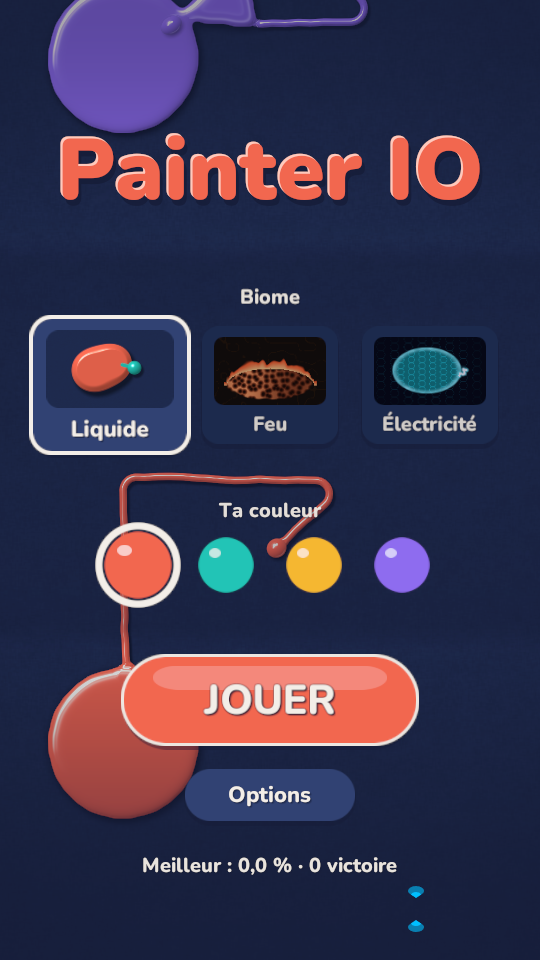 Painter IO
Biome
Liquide
Feu
Électricité
Ta couleur
JOUER
Options
Meilleur : 0,0 % · 0 victoire